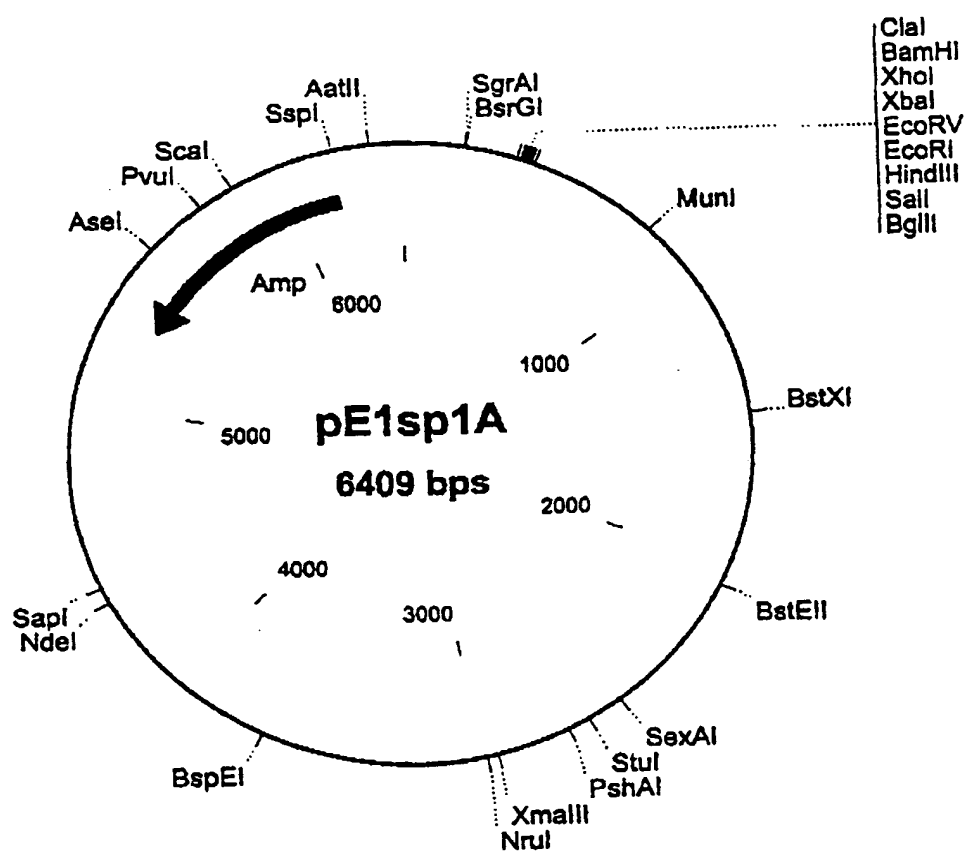 ClaI
BamHI
XhoI
XbaI
EcoRV
EcoRI
HindIII
SalI
BglII
SgrAI
BsrGI
AatII
SspI
ScaI
PvuI
AseI
MunI
Amp
6000
1000
BstXI
pE1sp1A
5000
6409 bps
2000
4000
3000
BstEII
SapI
NdeI
SexAI
StuI
PshAI
BspEI
XmaIII
NruI